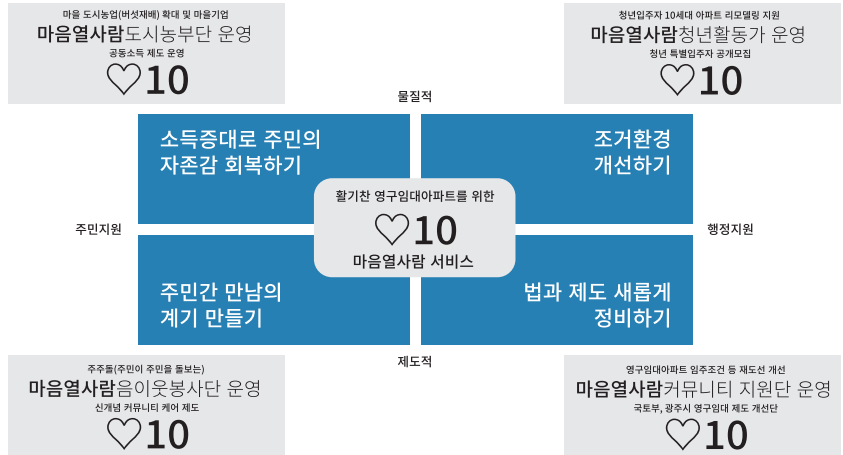 마을 도시농업(버섯재배) 확대 및 마을기업
마음열사람도시농부단 운영
공동소득 제도 운영
♡10
청년입주자 10세대 아파트 리모델링 지원
마음열사람청년활동가 운영
청년 특별입주자 공개모집
♡10
물질적
소득증대로 주민의
자존감 회복하기
조거환경
개선하기
주민지원
활기찬 영구임대아파트를 위한
♡10
마음열사람 서비스
행정지원
주민간 만남의
계기 만들기
법과 제도 새롭게
정비하기
제도적
주주돌(주민이 주민을 돌보는)
마음열사람음이웃봉사단 운영
신개념 커뮤니티 케어 제도
♡10
영구임대아파트 입주조건 등 재도선 개선
마음열사람커뮤니티 지원단 운영
국토부, 광주시 영구임대 제도 개선단
♡10